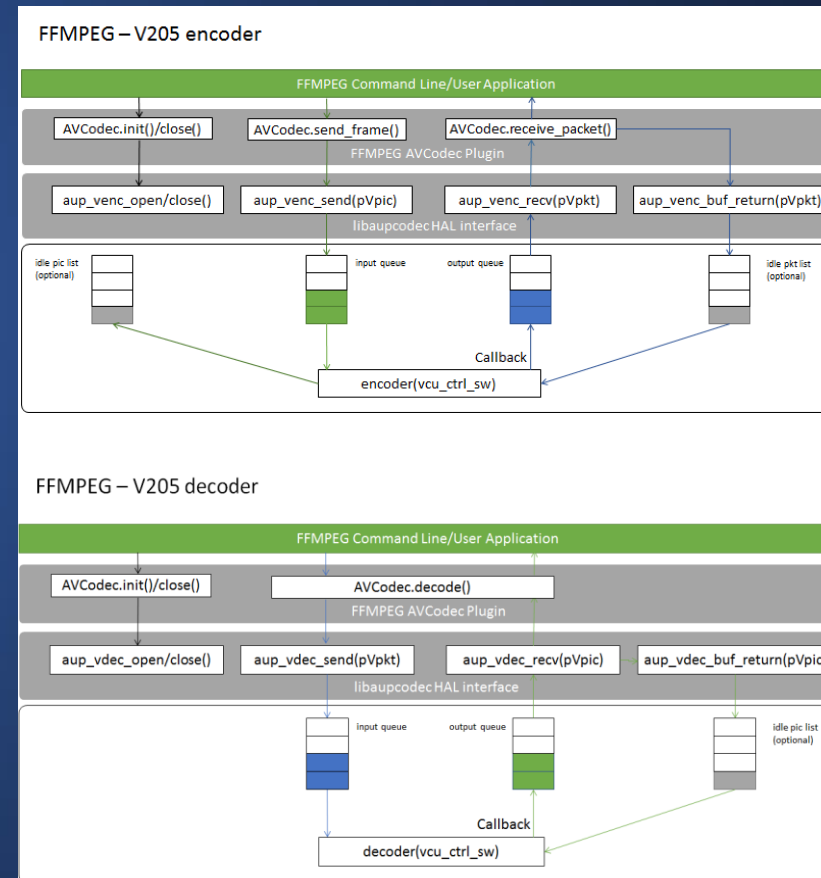 FFMPEG – V205 encoder
FFMPEG Command Line/User Application
AVCodec.init()/close()
AVCodec.send_frame()
AVCodec.receive_packet()
FFMPEG AVCodec Plugin
aup_venc_open/close()
aup_venc_send(pVpic)
aup_venc_recv(pVpkt)
aup_venc_buf_return(pVpkt)
libaupcodec HAL interface
idle pic list
(optional)
input queue
output queue
idle pkt list
(optional)
Callback
encoder(vcu_ctrl_sw)
FFMPEG – V205 decoder
FFMPEG Command Line/User Application
AVCodec.init()/close()
AVCodec.decode()
FFMPEG AVCodec Plugin
aup_vdec_open/close()
aup_vdec_send(pVpkt)
aup_vdec_recv(pVpic)
aup_vdec_buf_return(pVpic
libaupcodec HAL interface
input queue
output queue
idle pic list
(optional)
Callback
decoder(vcu_ctrl_sw)